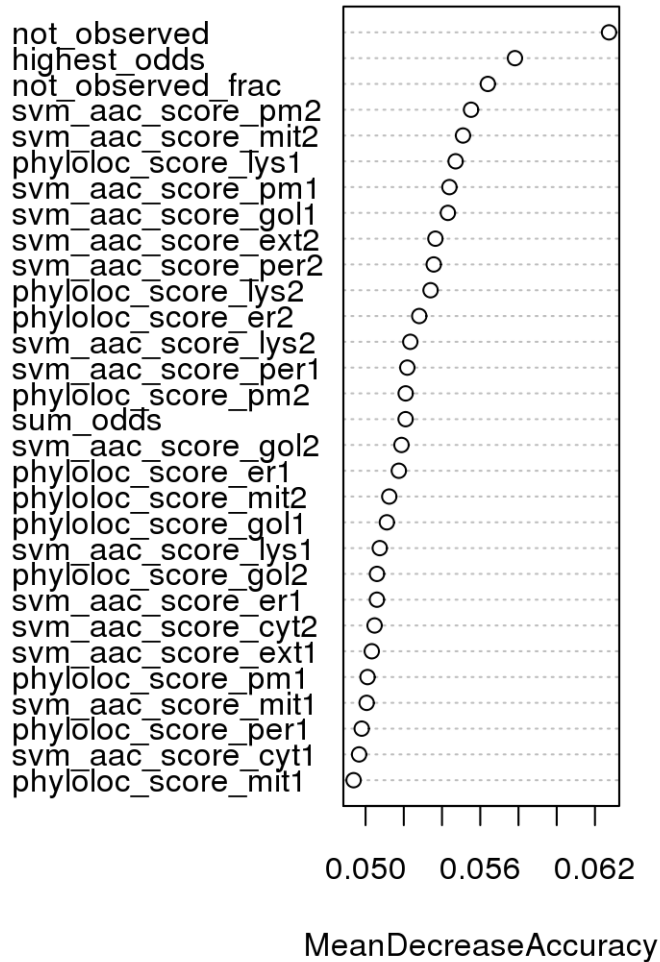 not_observed
highest_odds
not_observed_frac
svm_aac_score_pm2
svm_aac_score_mit2
phyloloc_score_lys1
svm_aac_score_pm1
svm_aac_score_gol1
svm_aac_score_ext2
svm_aac_score_per2
phyloloc_score_lys2
phyloloc_score_er2
svm_aac_score_lys2
svm_aac_score_per1
phyloloc_score_pm2
sum_odds
svm_aac_score_gol2
phyloloc_score_er1
phyloloc_score_mit2
phyloloc_score_gol1
svm_aac_score_lys1
phyloloc_score_gol2
svm_aac_score_er1
svm_aac_score_cyt2
svm_aac_score_ext1
phyloloc_score_pm1
svm_aac_score_mit1
phyloloc_score_per1
svm_aac_score_cyt1
phyloloc_score_mit1
0.050 0.056 0.062
MeanDecreaseAccuracy